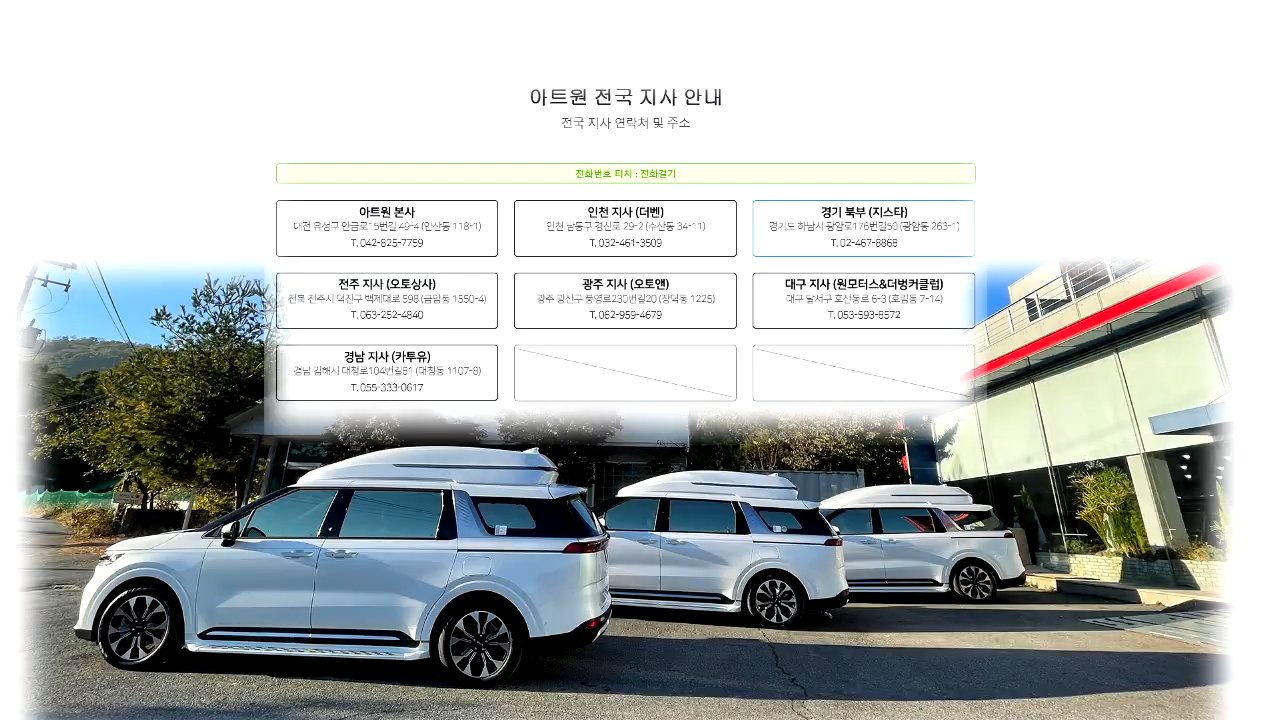 아트원 전국 지사 안내
전국 지사 연락처 및 주소
전화번호 터치 : 전화걸기
아트원 본사
대전 유성구 안금로15번길 49-4 (안산동 118-1)
T. 042-825-7759
인천 지사 (더벤)
인천 남동구 경신로 29-2 (수산동 34-11)
T. 032-461-3509
경기 북부 (지스타)
경기도 하남시 광암로176번길50 (광암동 263-1)
T. 02-467-8868
전주 지사 (오토상사)
전북 전주시 덕진구 백제대로 598 (금암동 1550-4)
T. 063-252-4840
광주 지사 (오토앤)
광주 광산구 풍영로230번길20 (장덕동 1225)
T. 062-959-4679
대구 지사 (원모터스&더벙커클럽)
대구 달서구 호산동로 6-3 (호림동 7-14)
T. 053-593-8572
경남 지사 (카투유)
경남 김해시 대청로104번길81 (대청동 1107-8)
T. 055-333-0617